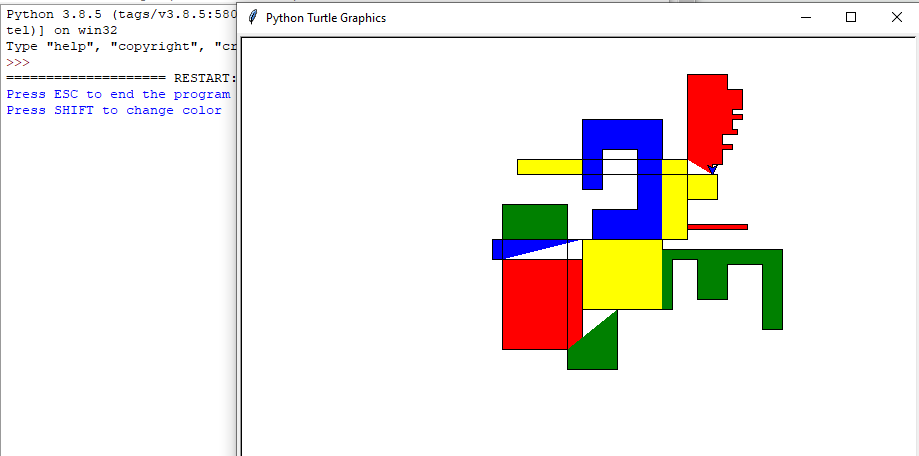 Python 3.8.5 (tags/v3.8.5:580
tel)] on win32
Type "help", "copyright", "cr
>>>
==================== RESTART:
Press ESC to end the program
Press SHIFT to change color
Python Turtle Graphics